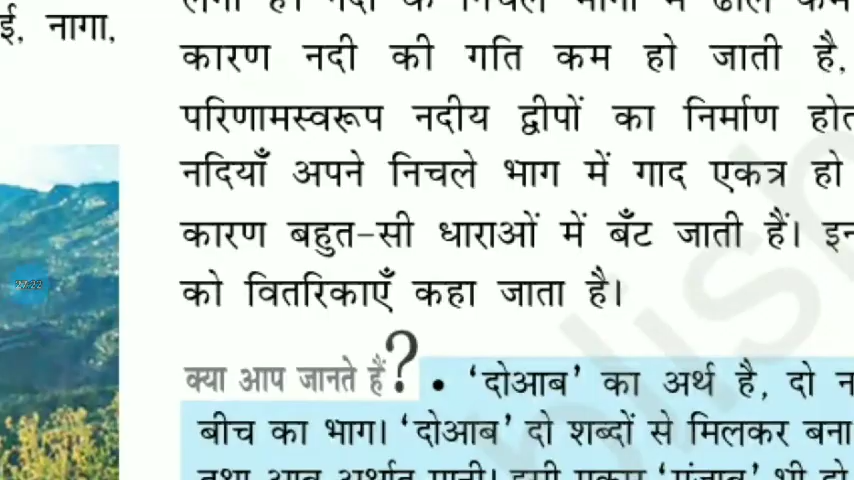 ई, नागा,
कारण नदी की गति कम हो जाती है,
परिणामस्वरूप नदीय द्वीपों का निर्माण होत
नदियाँ अपने निचले भाग में गाद एकत्र हो
कारण बहुत-सी धाराओं में बँट जाती हैं। इन
को वितरिकाएँ कहा जाता है।
क्या आप जानते हैं?
• 'दोआब' का अर्थ है, दो न
बीच का भाग। 'दोआब' दो शब्दों से मिलकर बना